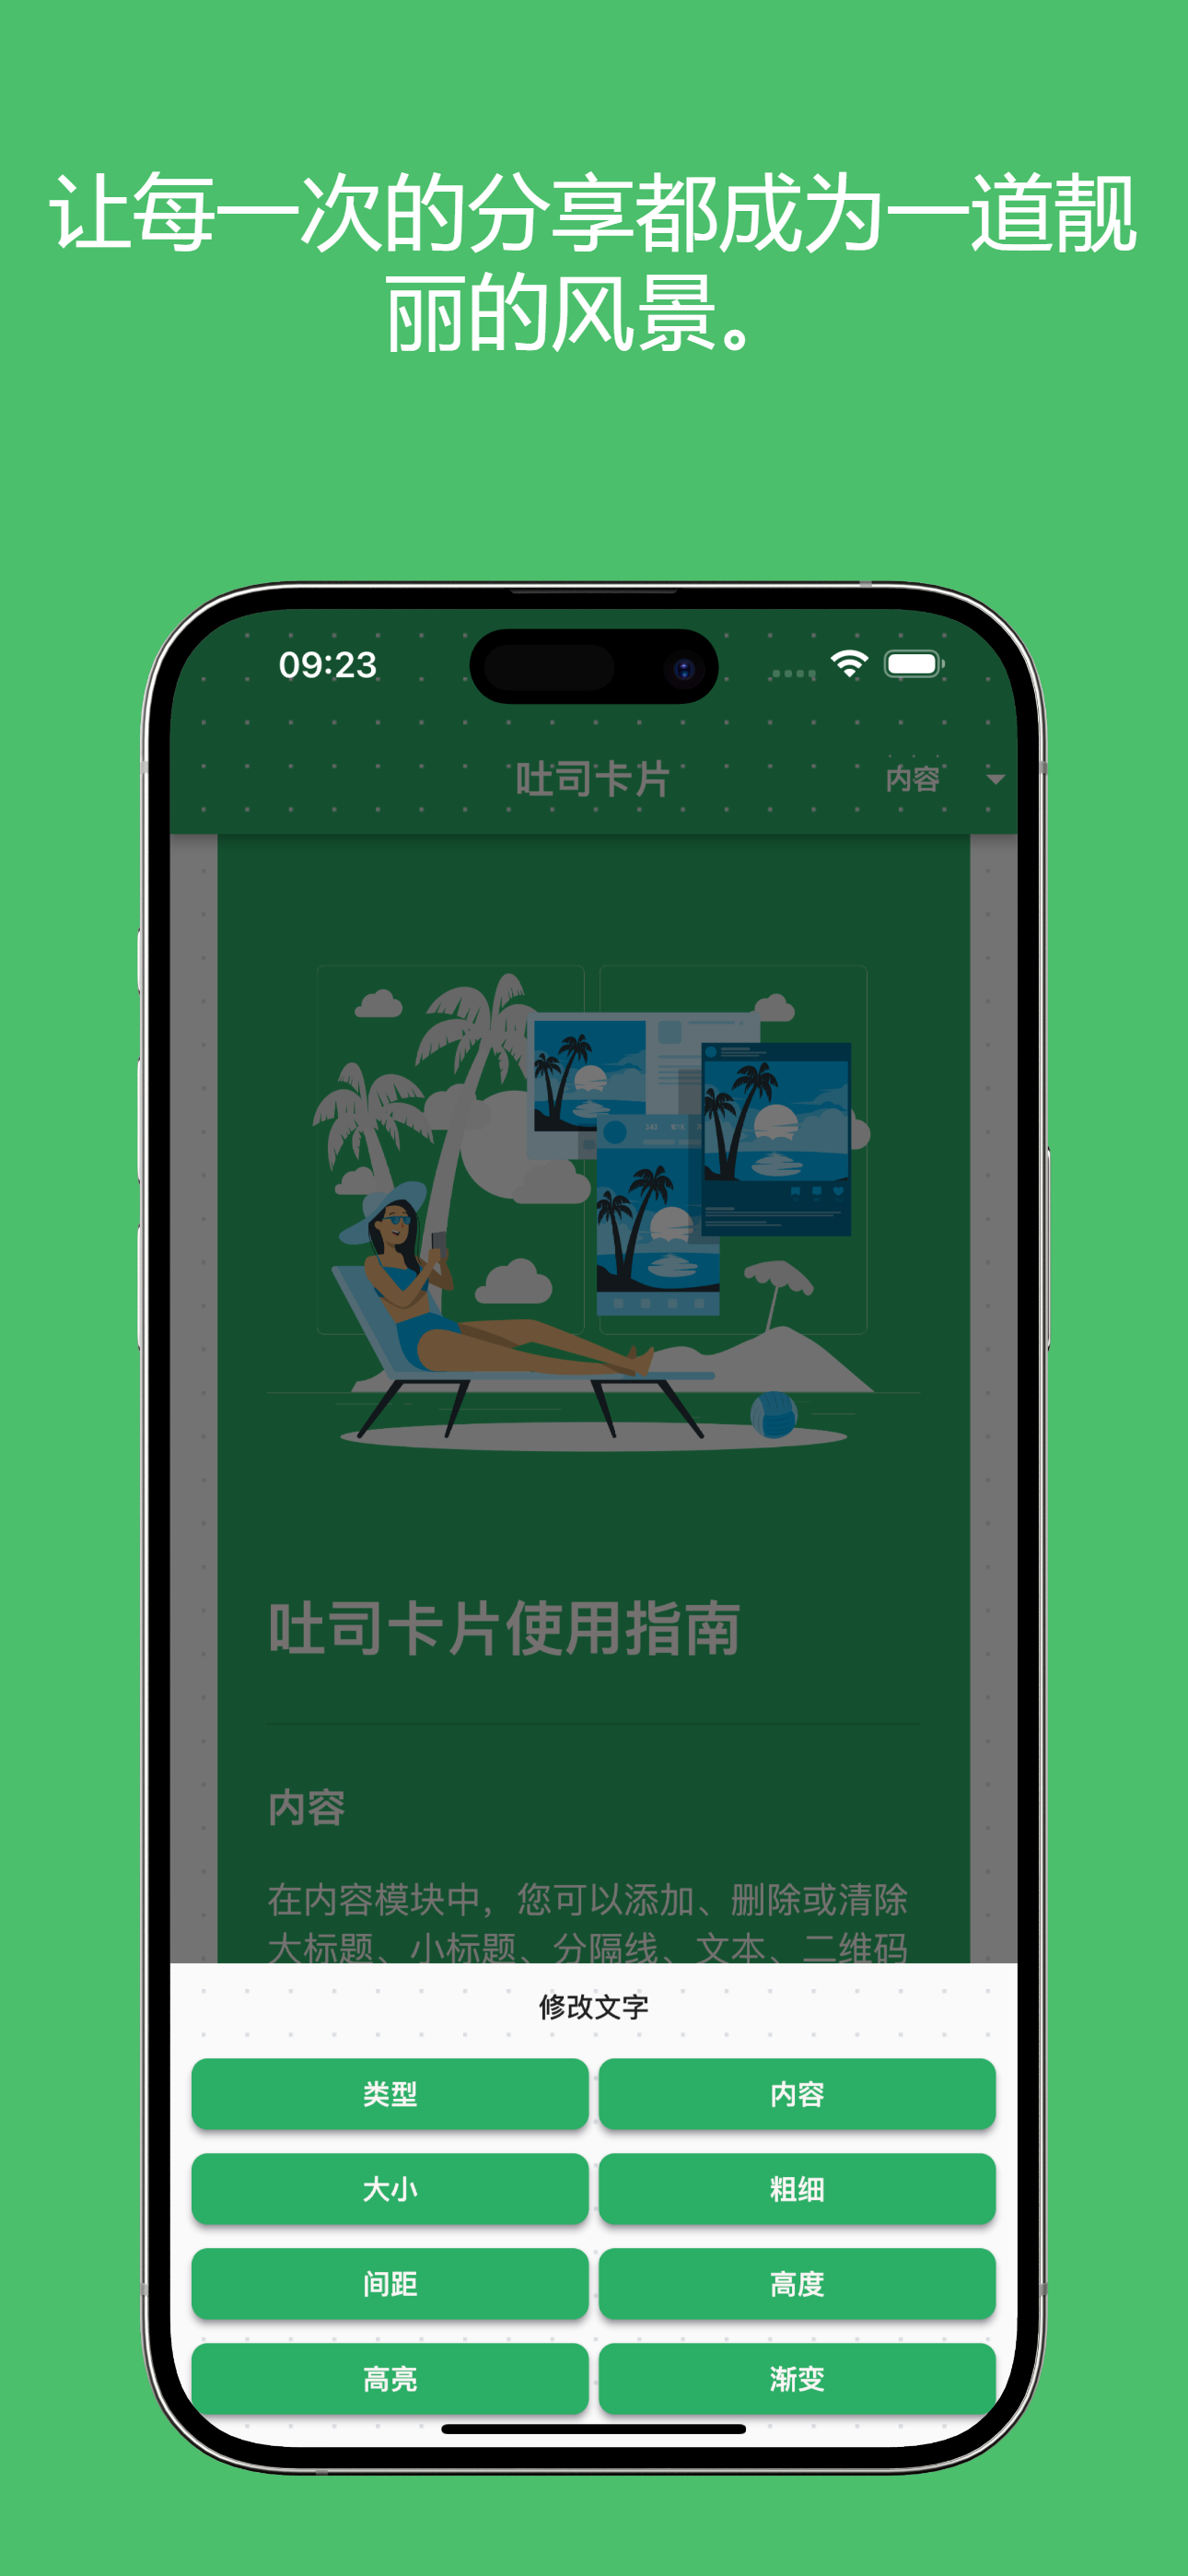 让每一次的分享都成为一道靓
丽的风景。
09:23
吐司卡片
内容
吐司卡片使用指南
内容
在内容模块中，您可以添加、删除或清除
大标题、小标题、分隔线、文本、二维码
修改文字
类型
内容
大小
粗细
间距
高度
高亮
渐变